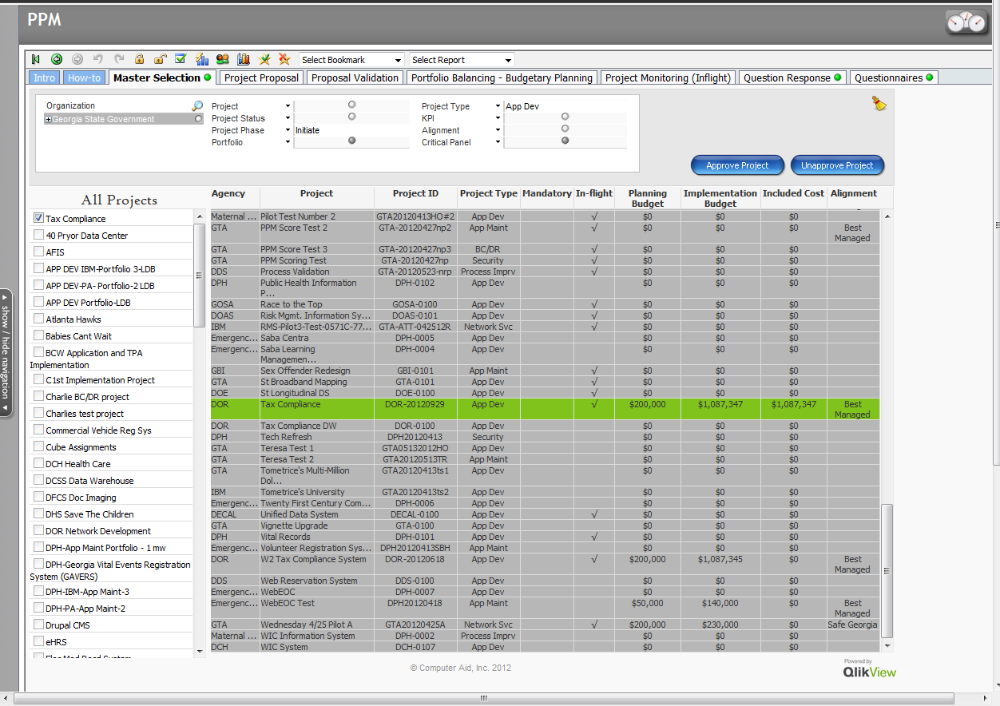 PPM
Select Bookmark Select Report
Intro How-to Master Selection Project Proposal Proposal Validation Portfolio Balancing - Budgetary Planning Project Monitoring (Inflight) Question Response Questionnaires
Organization
Georgia State Government
Project
Project Status
Project Phase Initiate
Portfolio
Project Type App Dev
KPI
Alignment
Critical Panel
Approve Project Unapprove Project
show / hide navigation
All Projects
Tax Compliance
40 Pryor Data Center
AFIS
APP DEV IBM-Portfolio 3-LDB
APP DEV-PA- Portfolio-2 LDB
APP DEV Portfolio-LDB
Atlanta Hawks
Babies Cant Wait
BCW Application and TPA
Implementation
C1st Implementation Project
Charlie BC/DR project
Charlies test project
Commercial Vehicle Reg Sys
Cube Assignments
DCH Health Care
DCSS Data Warehouse
DFCS Doc Imaging
DHS Save The Children
DOR Network Development
DPH-App Maint Portfolio - 1 mw
DPH-Georgia Vital Events Registration
System (GAVERS)
DPH-IBM-App Maint-3
DPH-PA-App Maint-2
Drupal CMS
eHRS
Agency Project Project ID Project Type Mandatory In-flight Planning Implementation Included Cost Alignment
Budget Budget
Maternal ... Pilot Test Number 2 GTA20120413HO#2 App Dev √ $0 $0 $0
GTA PPM Score Test 2 GTA-20120427np2 App Maint √ $0 $0 $0 Best
Managed
GTA PPM Score Test 3 GTA-20120427np3 BC/DR √ $0 $0 $0
GTA PPM Scoring Test GTA-20120427np Security √ $0 $0 $0
DDS Process Validation GTA-20120523-nrp Process Imprv √ $0 $0 $0
DPH Public Health Information DPH-0102 App Dev $0 $0 $0
P...
GOSA Race to the Top GOSA-0100 App Dev √ $0 $0 $0
DOAS Risk Mgmt. Information Sy... DOAS-0101 App Dev √ $0 $0 $0
IBM RMS-Pilot3-Test-0571C-77... GTA-ATT-042512R Network Svc √ $0 $0 $0
Emergenc... Saba Centra DPH-0005 App Dev $0 $0 $0
Emergenc... Saba Learning DPH-0004 App Dev $0 $0 $0
Managemen...
GBI Sex Offender Redesign GBI-0101 App Maint √ $0 $0 $0
GTA St Broadband Mapping GTA-0101 App Dev √ $0 $0 $0
DOE St Longitudinal DS DOE-0100 App Dev √ $0 $0 $0
DOR Tax Compliance DOR-20120929 App Dev √ $200,000 $1,087,347 $1,087,347 Best
Managed
DOR Tax Compliance DW DOR-0100 App Dev $0 $0 $0
DPH Tech Refresh DPH20120413 Security $0 $0 $0
GTA Teresa Test 1 GTA05132012HO App Dev $0 $0 $0
GTA Teresa Test 2 GTA20120513TR App Maint $0 $0 $0
GTA Tometrice's Multi-Million GTA20120413ts1 App Dev $0 $0 $0
Dol...
IBM Tometrice's University GTA20120413ts2 App Dev $0 $0 $0
Emergenc... Twenty First Century Com... DPH-0006 App Dev $0 $0 $0
DECAL Unified Data System DECAL-0100 App Dev √ $0 $0 $0
GTA Vignette Upgrade GTA-0100 App Dev $0 $0 $0
DPH Vital Records DPH-0101 App Dev √ $0 $0 $0
Emergenc... Volunteer Registration Sys... DPH20120413SBH App Maint $0 $0 $0
DOR W2 Tax Compliance System DOR-20120618 App Dev √ $200,000 $1,087,345 $0 Best
Managed
DDS Web Reservation System DDS-0100 App Dev $0 $0 $0
Emergenc... WebEOC DPH-0007 App Dev $0 $0 $0
Emergenc... WebEOC Test DPH20120418 App Maint $50,000 $140,000 $0 Best
Managed
GTA Wednesday 4/25 Pilot A GTA20120425A Network Svc √ $200,000 $230,000 $0 Safe Georgia
Maternal ... WIC Information System DPH-0002 Process Imprv $0 $0 $0
DCH WIC System DCH-0107 App Dev $0 $0 $0
© Computer Aid, Inc. 2012
Powered by
QlikView